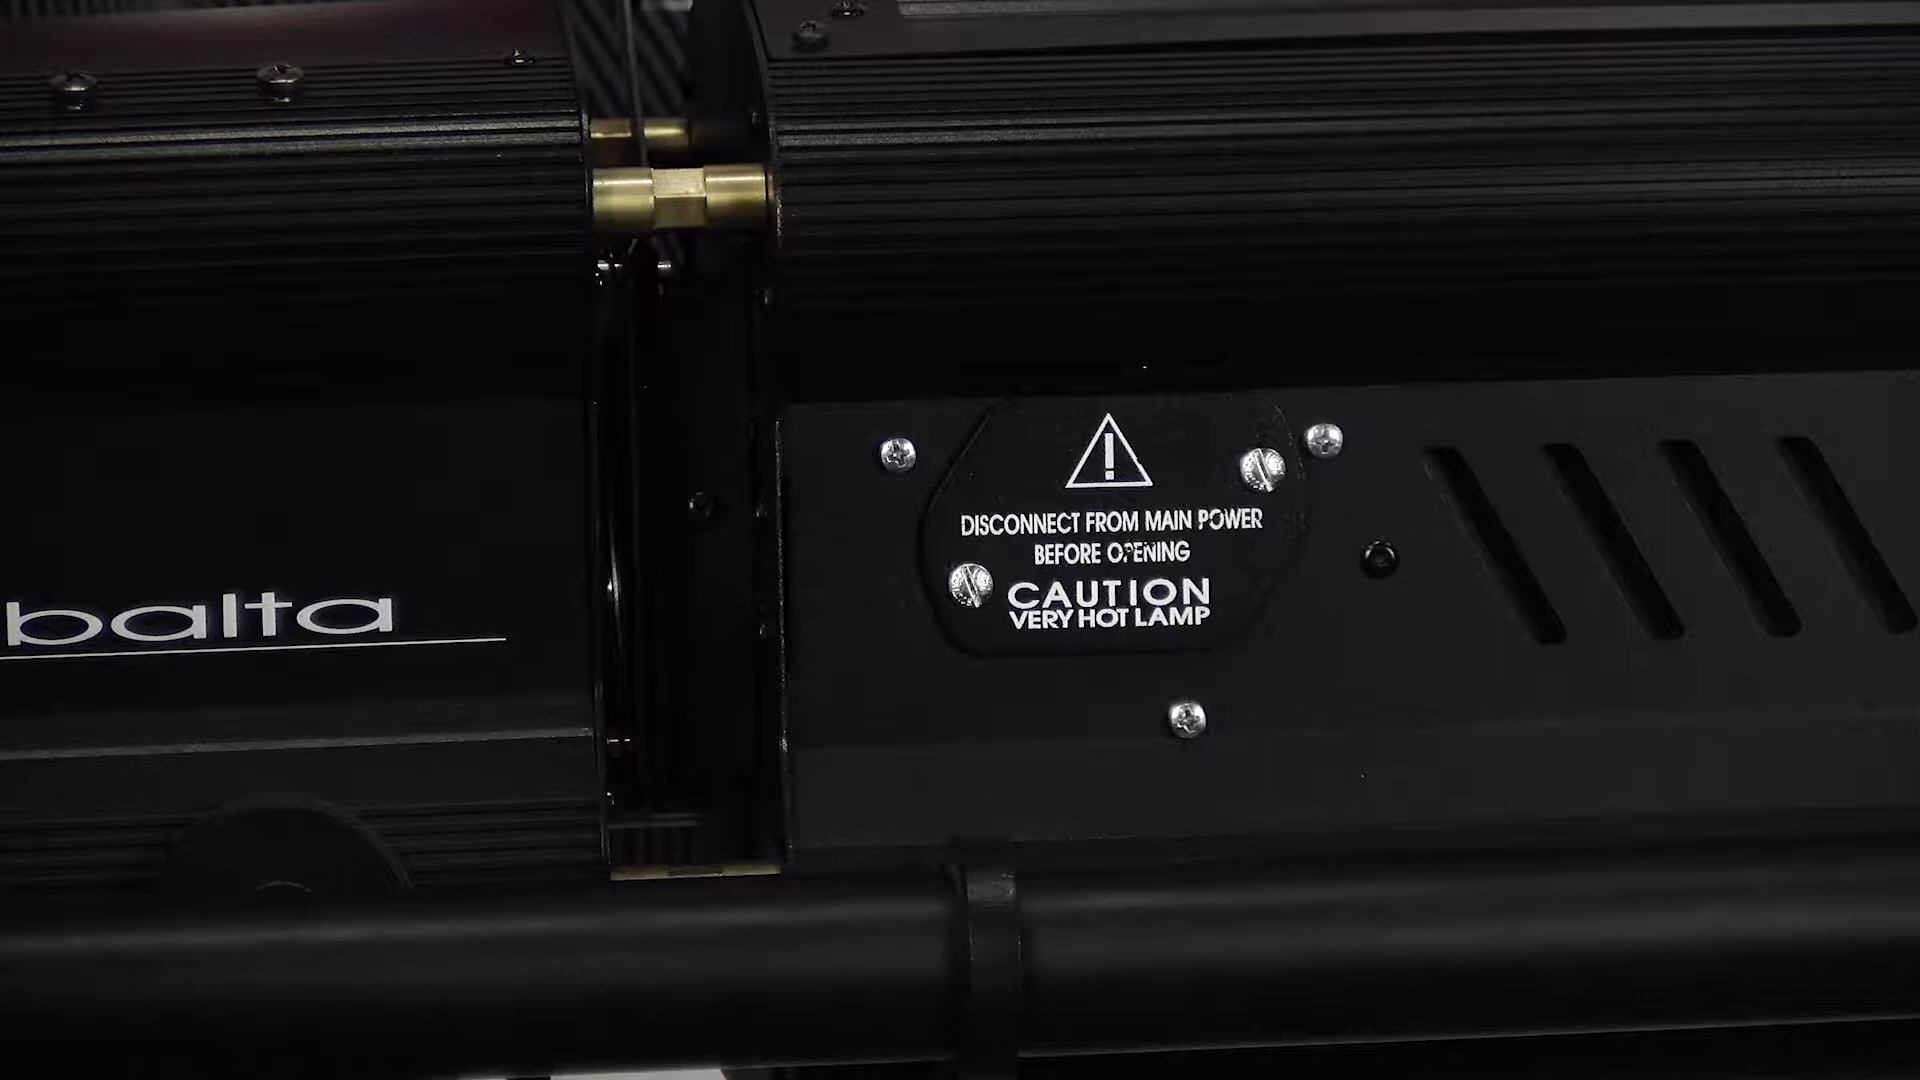 balta
!
DISCONNECT FROM MAIN POWER
BEFORE OPENING
CAUTION
VERY HOT LAMP